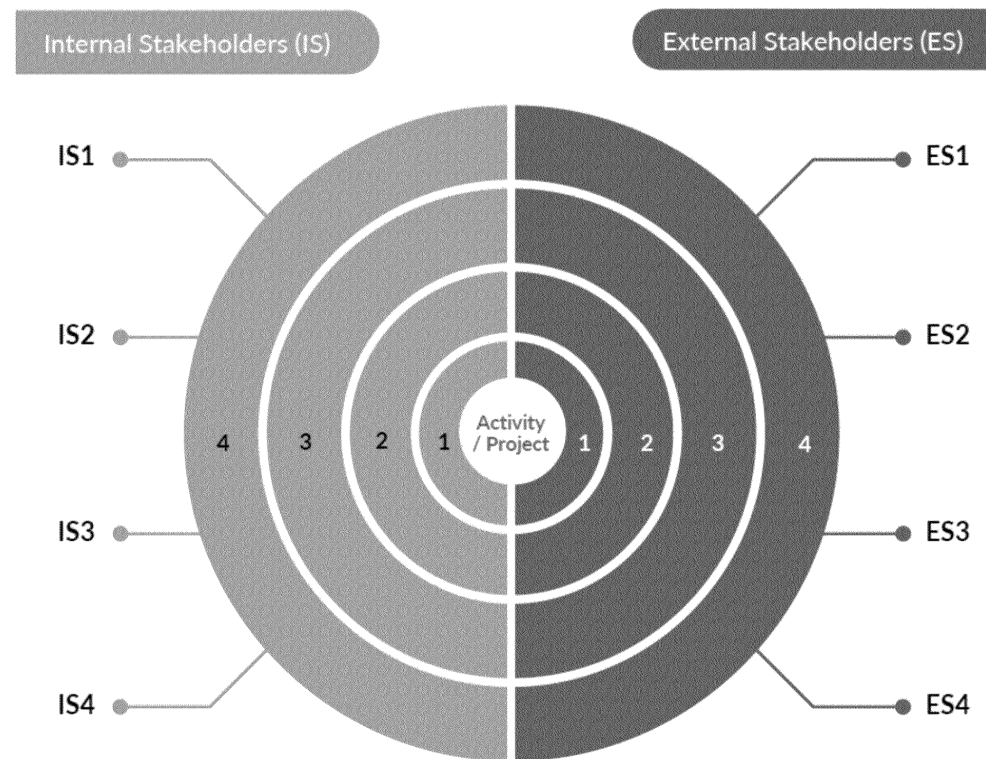 Internal Stakeholders (IS)
External Stakeholders (ES)
IS1
ES1
IS2
ES2
Activity
/ Project
4 3 2 1 1 2 3 4
IS3
ES3
IS4
ES4